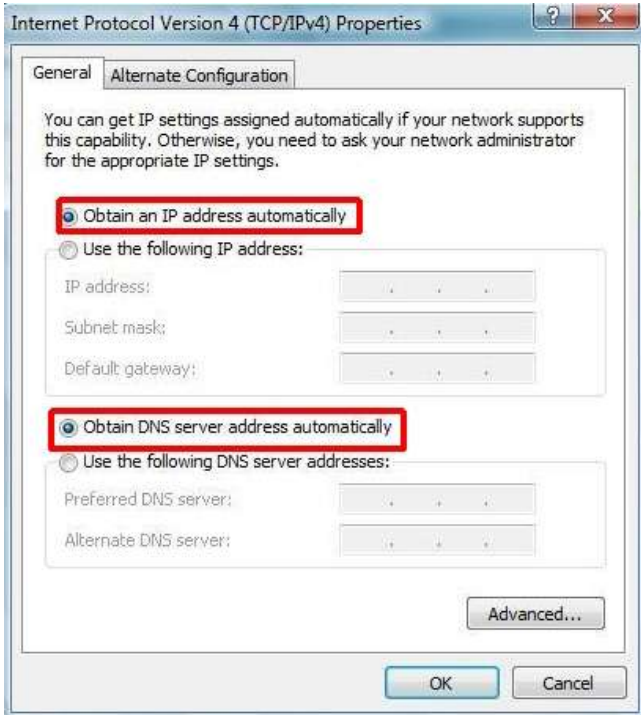 Internet Protocol Version 4 (TCP/IPv4) Properties
General
Alternate Configuration
You can get IP settings assigned automatically if your network supports
this capability. Otherwise, you need to ask your network administrator
for the appropriate IP settings.
Obtain an IP address automatically
Use the following IP address:
IP address:
Subnet mask:
Default gateway:
Obtain DNS server address automatically
Use the following DNS server addresses:
Preferred DNS server:
Alternate DNS server:
Advanced...
OK
Cancel